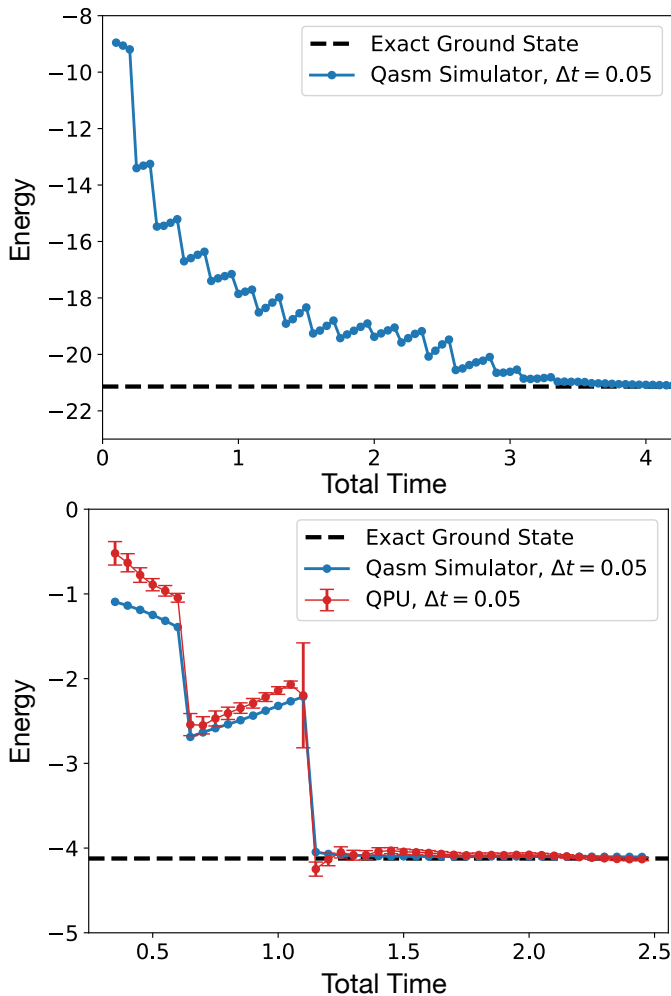 −8
−10
−12
−14
−16
−18
−20
−22
Energy
Exact Ground State
Qasm Simulator, Δt = 0.05
0 1 2 3 4
Total Time
0
−1
−2
−3
−4
−5
Energy
Exact Ground State
Qasm Simulator, Δt = 0.05
QPU, Δt = 0.05
0.5 1.0 1.5 2.0 2.5
Total Time